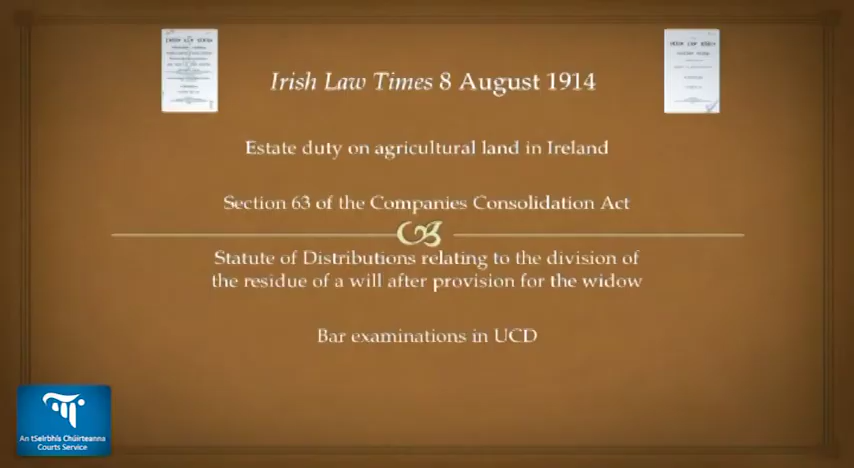 Irish Law Times 8 August 1914
Estate duty on agricultural land in Ireland
Section 63 of the Companies Consolidation Act
Statute of Distributions relating to the division of
the residue of a will after provision for the widow
Bar examinations in UCD
An tSeirbhís Chúirteanna
Courts Service